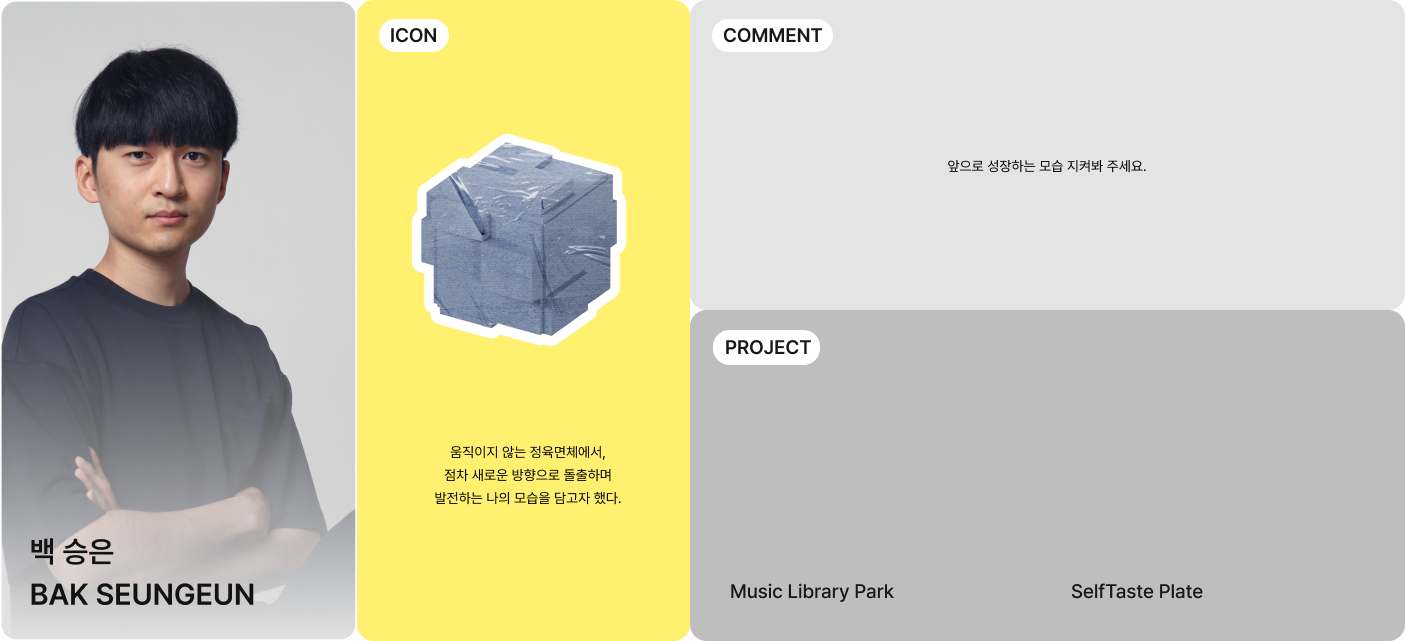 백 승은
BAK SEUNGEUN
ICON
움직이지 않는 정육면체에서,
점차 새로운 방향으로 돌출하며
발전하는 나의 모습을 담고자 했다.
COMMENT
앞으로 성장하는 모습 지켜봐 주세요.
PROJECT
Music Library Park
SelfTaste Plate